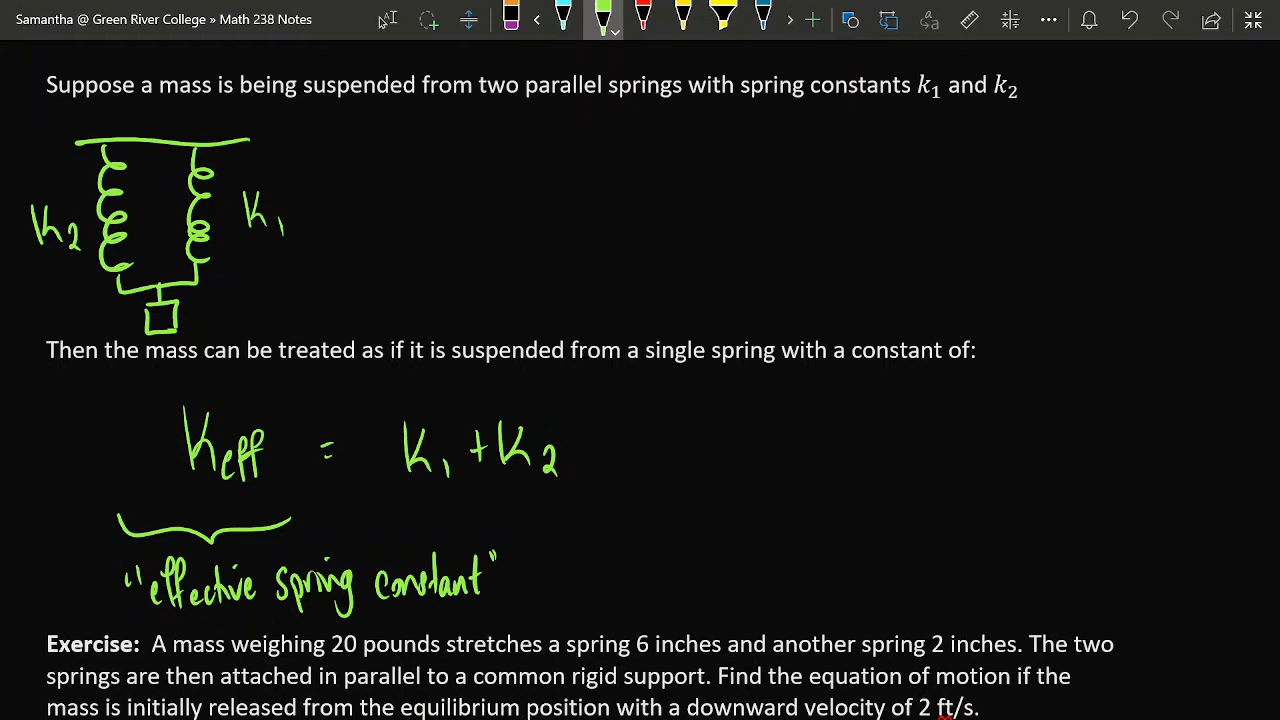 Samantha @ Green River College » Math 238 Notes
Suppose a mass is being suspended from two parallel springs with spring constants k₁ and k₂
K₂
K₁
Then the mass can be treated as if it is suspended from a single spring with a constant of:
Keff = K₁ + K₂
"effective spring constant"
Exercise: A mass weighing 20 pounds stretches a spring 6 inches and another spring 2 inches. The two
springs are then attached in parallel to a common rigid support. Find the equation of motion if the
mass is initially released from the equilibrium position with a downward velocity of 2 ft/s.